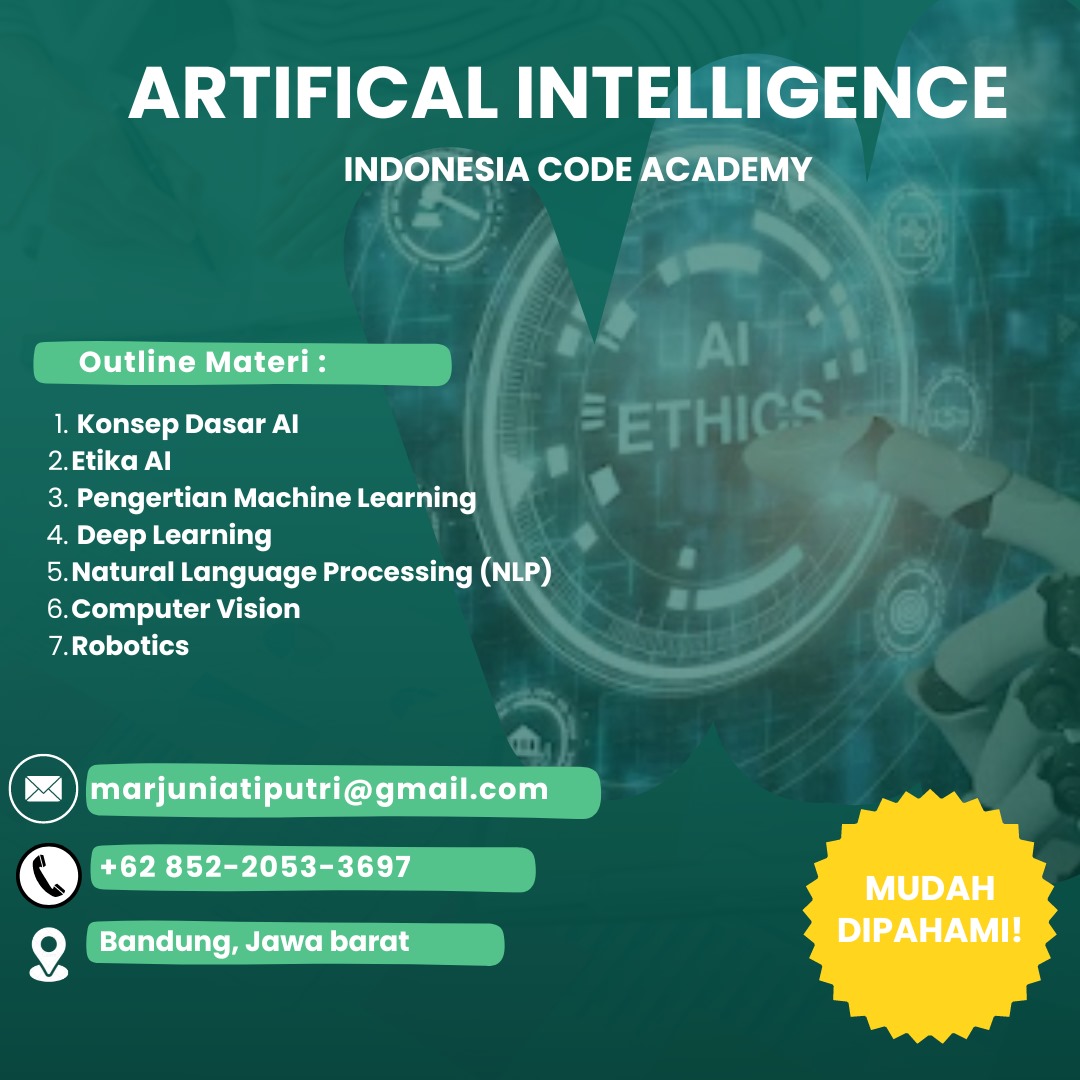 ARTIFICAL INTELLIGENCE
INDONESIA CODE ACADEMY
AI
ETHICS
Outline Materi :
1. Konsep Dasar AI
2. Etika AI
3. Pengertian Machine Learning
4. Deep Learning
5. Natural Language Processing (NLP)
6. Computer Vision
7. Robotics
marjuniatiputri@gmail.com
+62 852-2053-3697
Bandung, Jawa barat
MUDAH
DIPAHAMI!